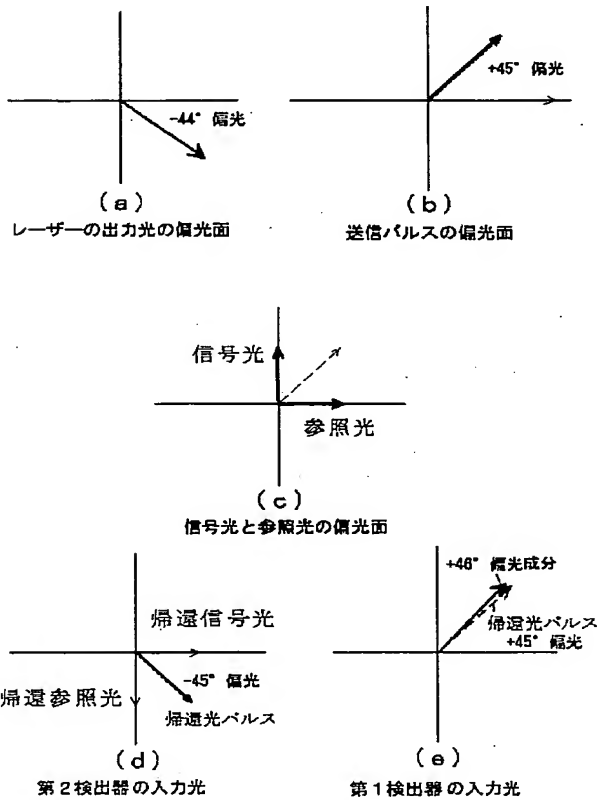 -44° 偏光
(a)
レーザーの出力光の偏光面
+45° 偏光
(b)
送信パルスの偏光面
信号光
参照光
(c)
信号光と参照光の偏光面
帰還信号光
-45° 偏光
帰還参照光
帰還光パルス
(d)
第2検出器の入力光
+46° 偏光成分
帰還光パルス
+45° 偏光
(e)
第1検出器の入力光